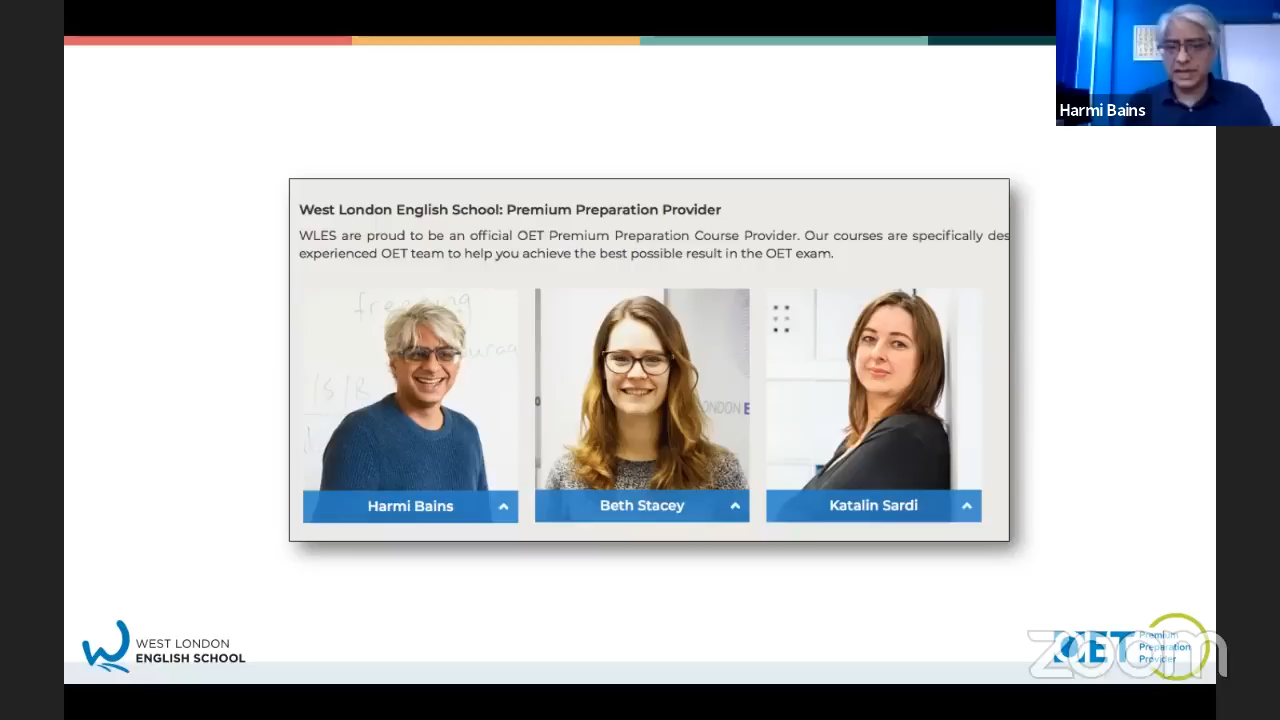 Harmi Bains
West London English School: Premium Preparation Provider
WLES are proud to be an official OET Premium Preparation Course Provider. Our courses are specifically des
experienced OET team to help you achieve the best possible result in the OET exam.
Harmi Bains
Beth Stacey
Katalin Sardi
WEST LONDON
ENGLISH SCHOOL
OET
Premium
Preparation
Provider
zoom